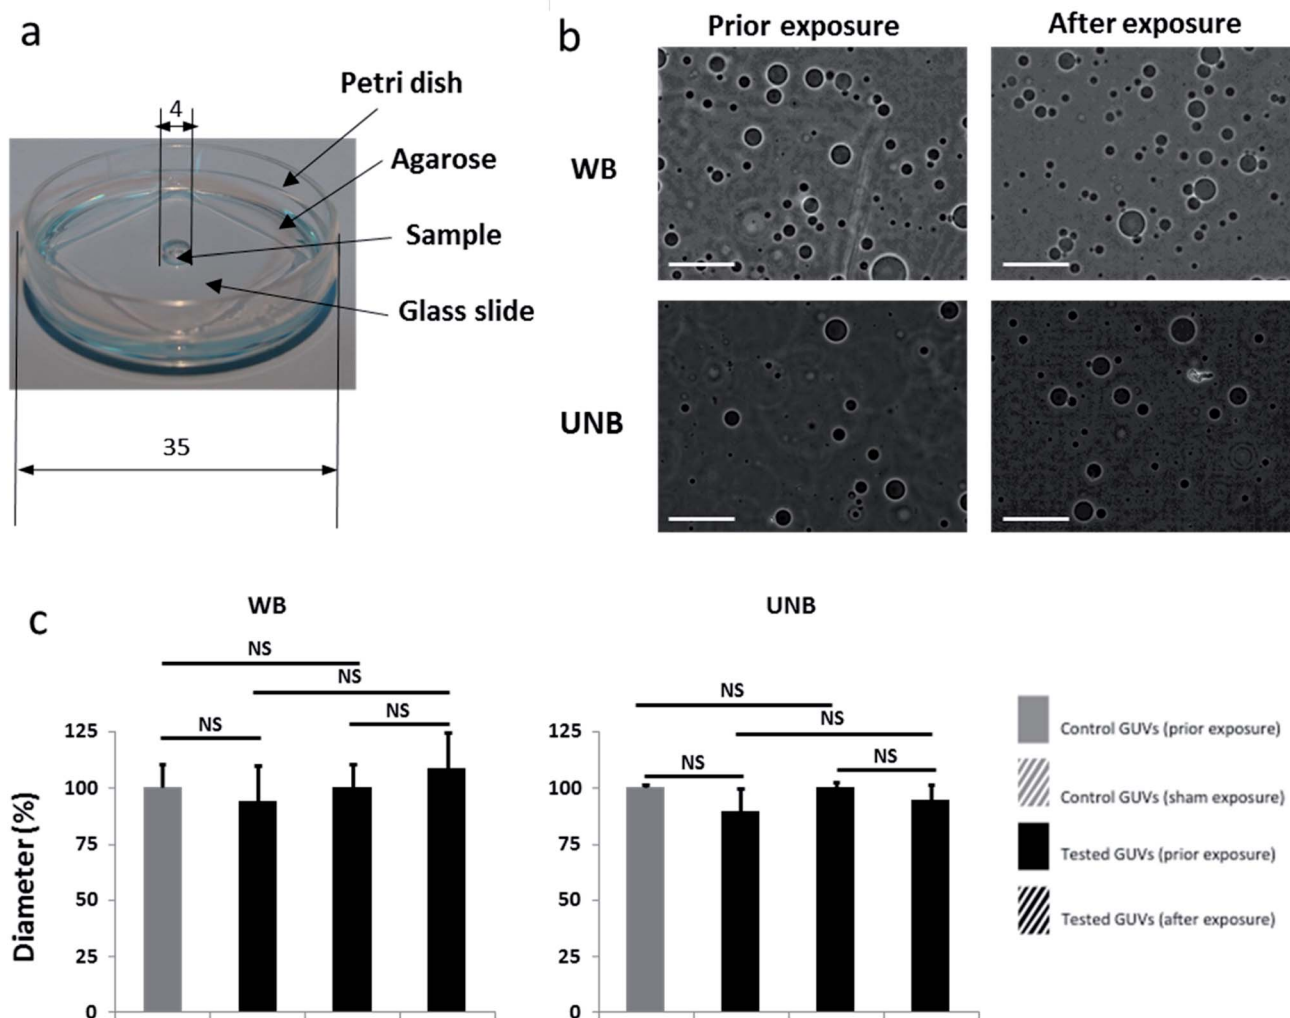 a
4
Petri dish
Agarose
Sample
Glass slide
35
b
Prior exposure
After exposure
WB
UNB
c
WB
NS
NS
NS
NS
125
100
75
50
25
0
Diameter (%)
UNB
NS
NS
NS
NS
125
100
75
50
25
0
Control GUVs (prior exposure)
Control GUVs (sham exposure)
Tested GUVs (prior exposure)
Tested GUVs (after exposure)